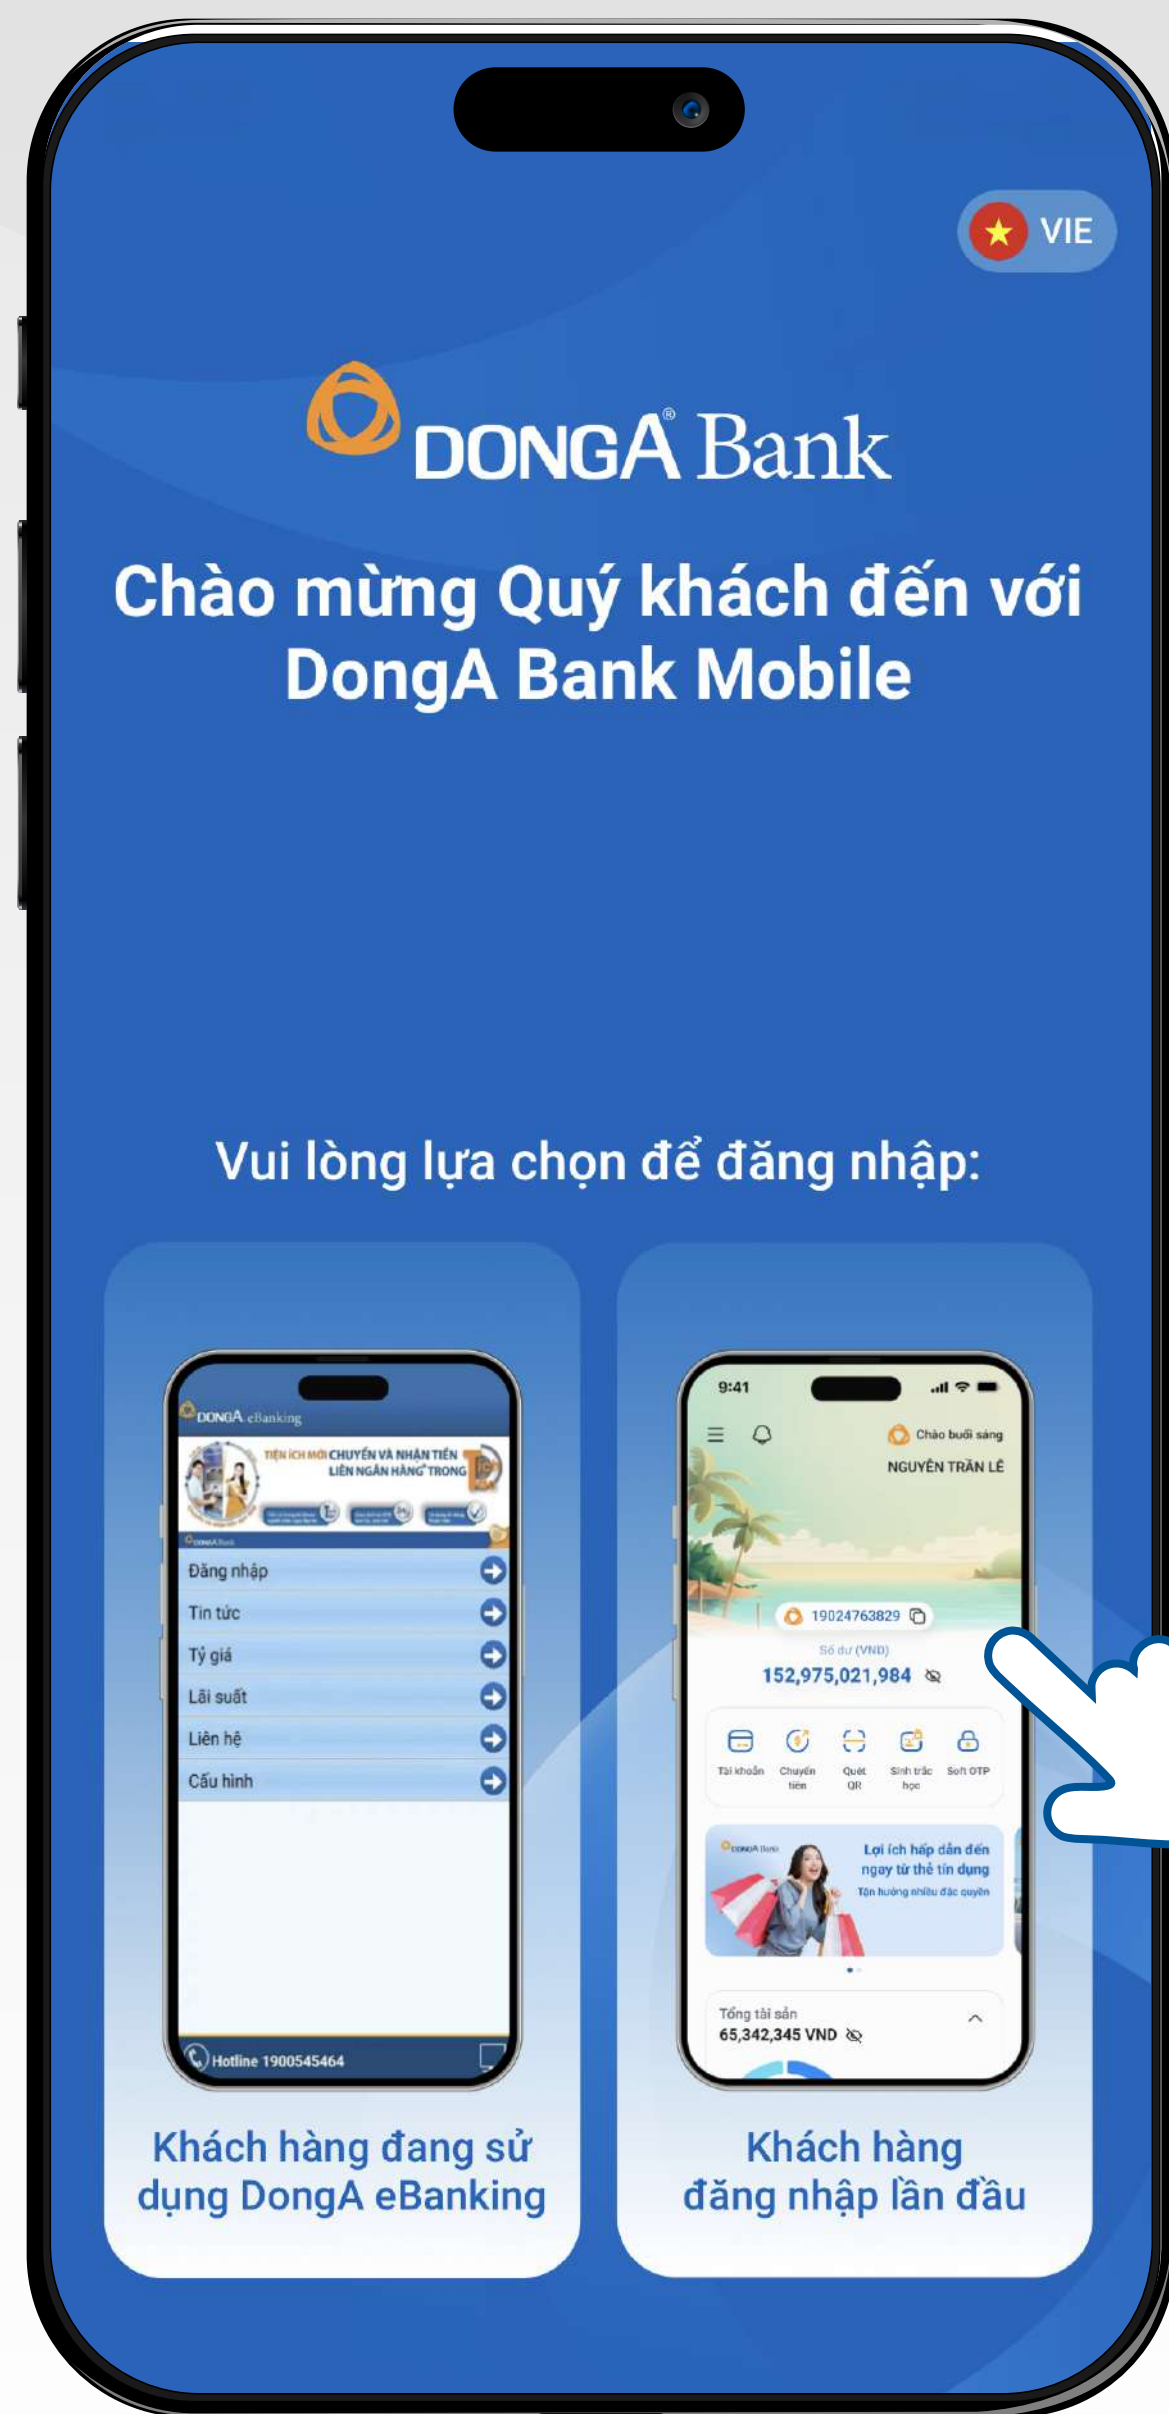 VIE
DONGA® Bank
Chào mừng Quý khách đến với
DongA Bank Mobile
Vui lòng lựa chọn để đăng nhập:
DONGA eBanking
TIỆN ÍCH MỚI CHUYỂN VÀ NHẬN TIỀN
LIÊN NGÂN HÀNG TRONG
DONGA Bank
Đăng nhập
Tin tức
Tỷ giá
Lãi suất
Liên hệ
Cấu hình
Hotline 1900545464
Khách hàng đang sử
dụng DongA eBanking
9:41
Chào buổi sáng
NGUYỄN TRẦN LÊ
19024763829
Số dư (VND)
152,975,021,984
Tài khoản
Chuyển
tiền
Quét
QR
Sinh trắc
học
Soft OTP
DONGA Bank
Lợi ích hấp dẫn đến
ngay từ thẻ tín dụng
Tận hưởng nhiều đặc quyền
Tổng tài sản
65,342,345 VND
Khách hàng
đăng nhập lần đầu